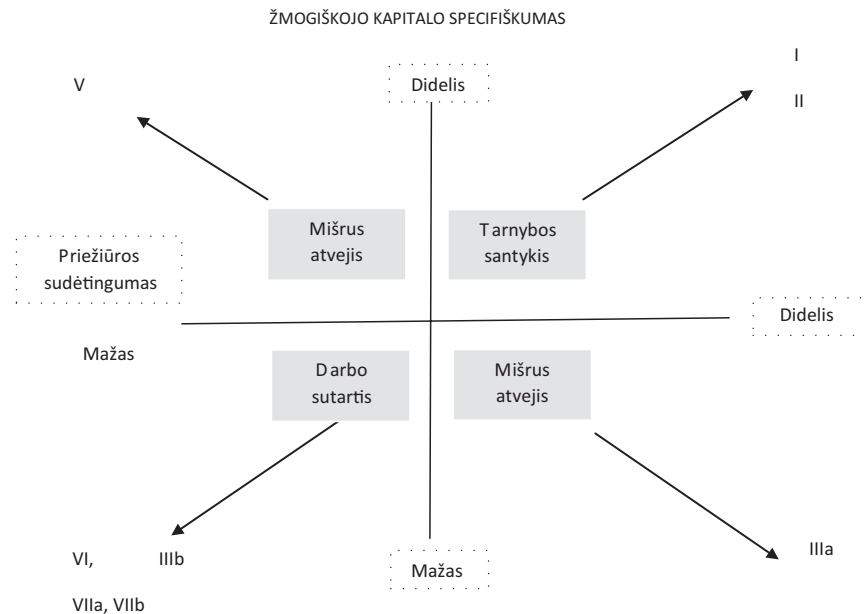 ŽMOGIŠKOJO KAPITALO SPECIFIŠKUMAS
V
Didelis
I
II
Mišrus
atvejis
Tarnybos
santykis
Priežiūros
sudėtingumas
Didelis
Mažas
Darbo
sutartis
Mišrus
atvejis
VI, IIIb
VIIa, VIIb
Mažas
IIIa